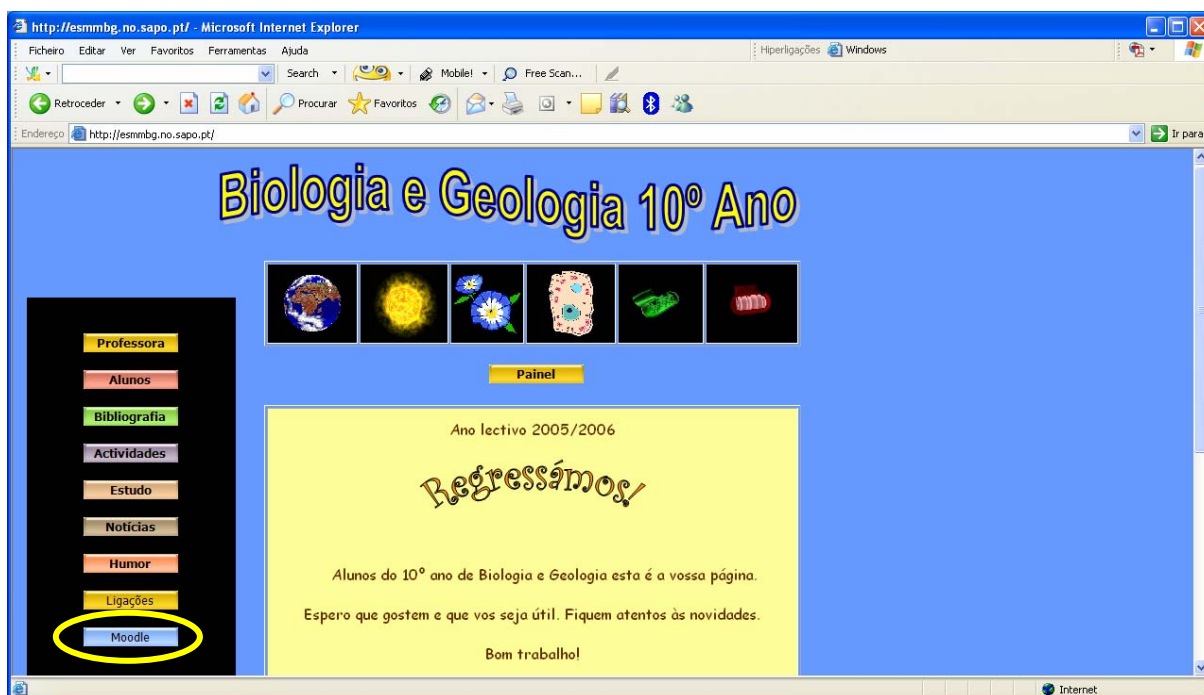 http://esmmbg.no.sapo.pt/ - Microsoft Internet Explorer
Ficheiro Editar Ver Favoritos Ferramentas Ajuda
Hiperligações Windows
Search Mobile! Free Scan...
Retroceder Procurar Favoritos
Endereço http://esmmbg.no.sapo.pt/ Ir para
Biologia e Geologia 10º Ano
Professora
Alunos
Bibliografia
Actividades
Estudo
Notícias
Humor
Ligações
Moodle
Painel
Ano lectivo 2005/2006
Regressámos!
Alunos do 10º ano de Biologia e Geologia esta é a vossa página.
Espero que gostem e que vos seja útil. Fiquem atentos às novidades.
Bom trabalho!
Internet